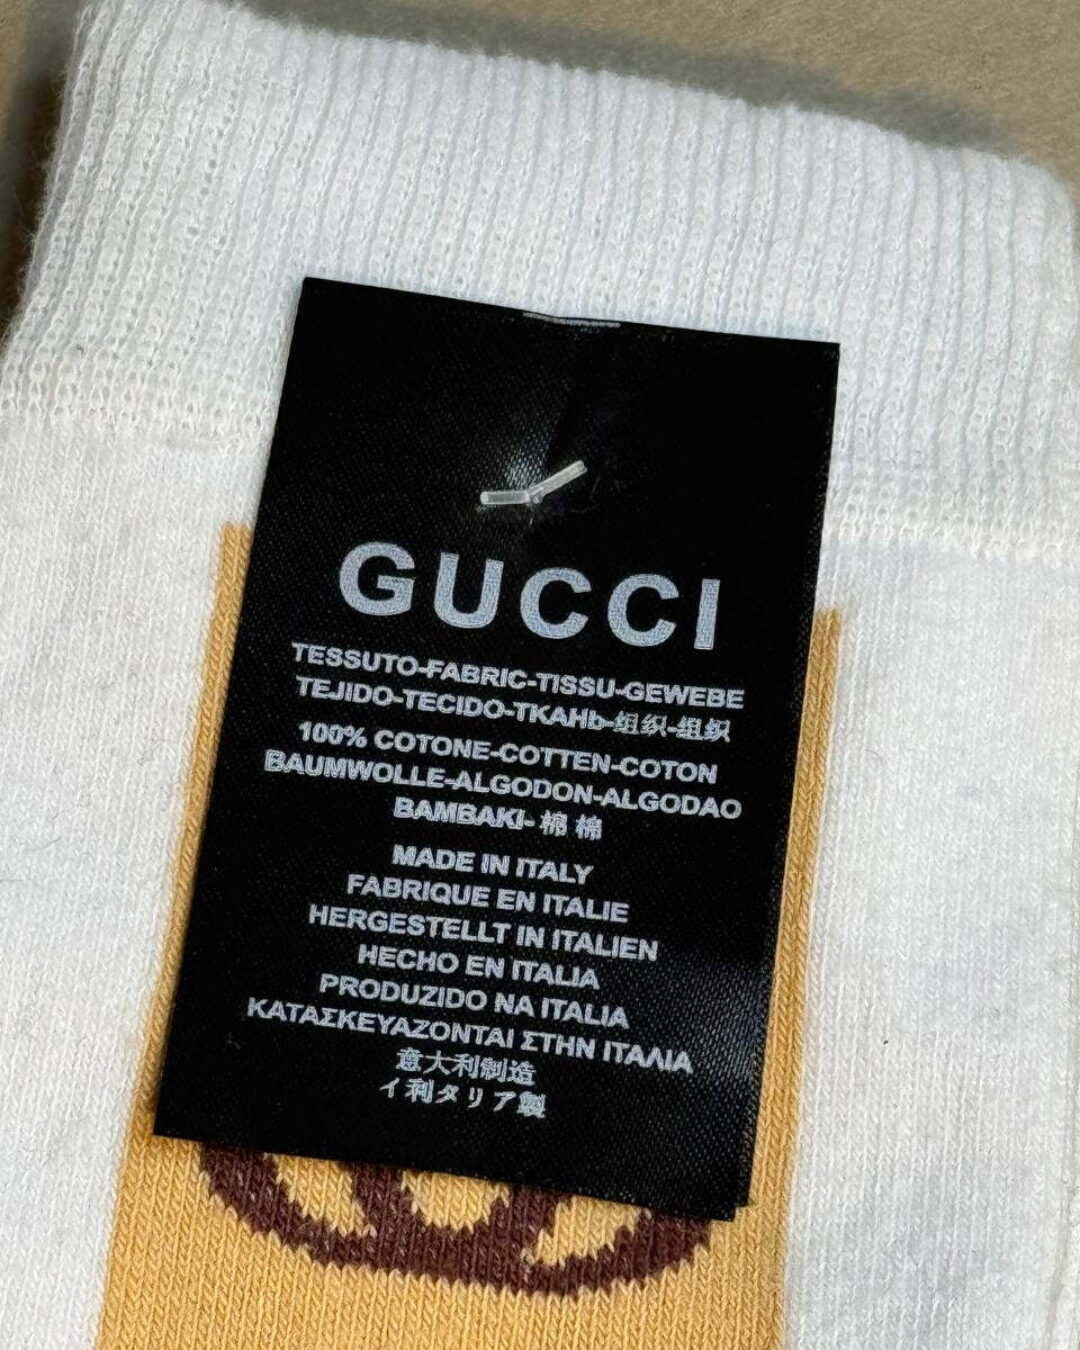 GUCCI
TESSUTO-FABRIC-TISSU-GEWEBE
TEJIDO-TECIDO-TKAHb-组织-组织
100% COTONE-COTTEN-COTON
BAUMWOLLE-ALGODON-ALGODAO
BAMBAKI-棉 棉
MADE IN ITALY
FABRIQUE EN ITALIE
HERGESTELLT IN ITALIEN
HECHO EN ITALIA
PRODUZIDO NA ITALIA
ΚΑΤΑΣΚΕΥΑΖΟΝΤΑΙ ΣΤΗΝ ΙΤΑΛΙΑ
意大利制造
イ利タリア製